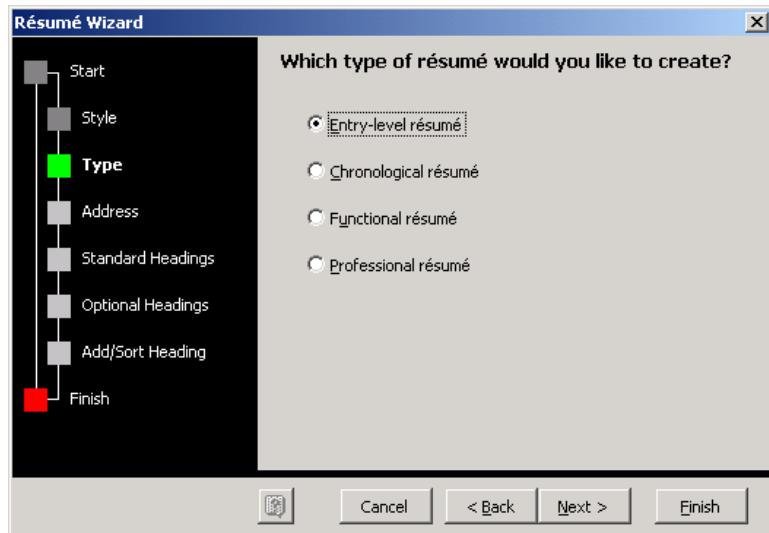 Résumé Wizard
Start
Style
Type
Address
Standard Headings
Optional Headings
Add/Sort Heading
Finish
Which type of résumé would you like to create?
Entry-level résumé
Chronological résumé
Functional résumé
Professional résumé
Cancel
< Back
Next >
Finish